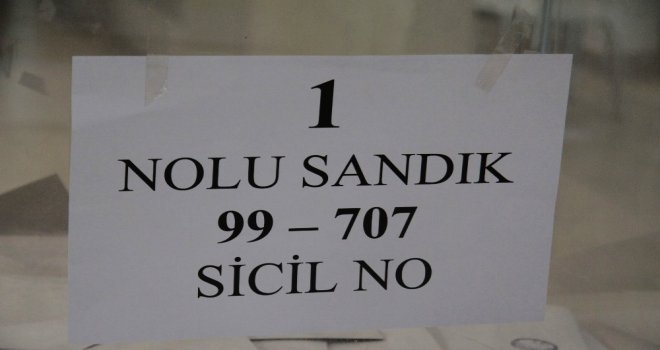 1
NOLU SANDIK
99 – 707
SİCİL NO